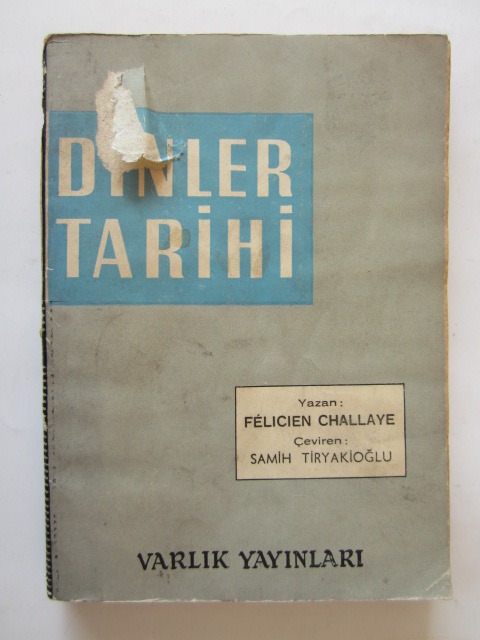 DİNLER
TARİHİ
Yazan:
FÉLICIEN CHALLAYE
Çeviren:
SAMİH TİRYAKİOĞLU
VARLIK YAYINLARI